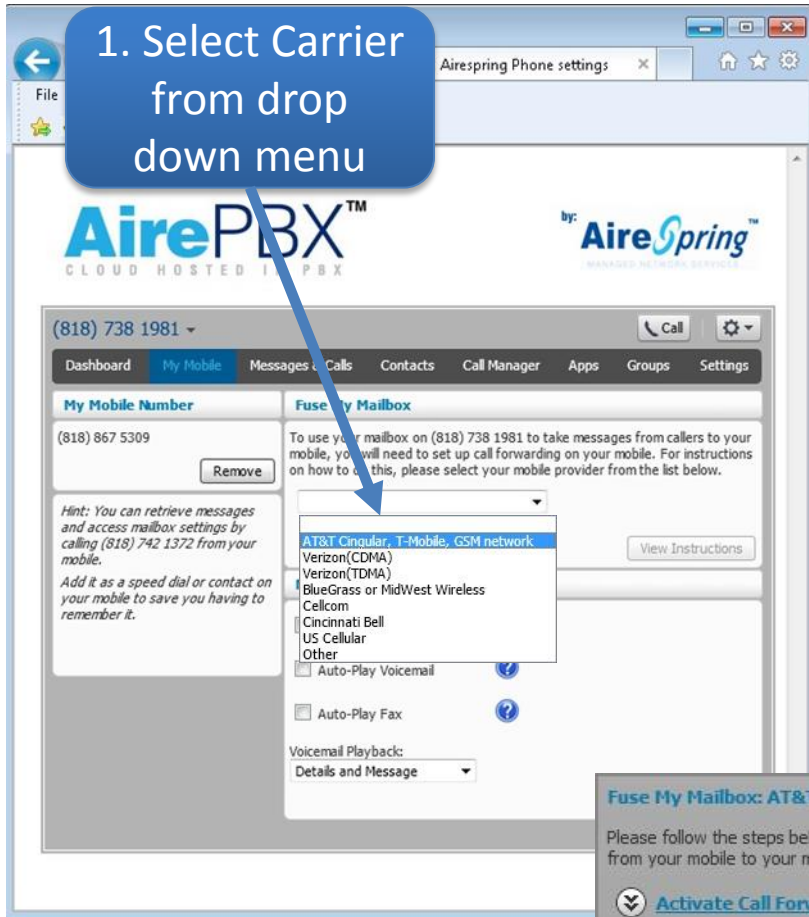 1. Select Carrier
from drop
down menu
Airespring Phone settings
File
AirePBX™
CLOUD HOSTED I PBX
by:
AireSpring™
MANAGED NETWORK SERVICES
(818) 738 1981
Call
Dashboard My Mobile Messages & Calls Contacts Call Manager Apps Groups Settings
My Mobile Number
(818) 867 5309
Remove
Hint: You can retrieve messages
and access mailbox settings by
calling (818) 742 1372 from your
mobile.
Add it as a speed dial or contact on
your mobile to save you having to
remember it.
Fuse My Mailbox
To use your mailbox on (818) 738 1981 to take messages from callers to your
mobile, you will need to set up call forwarding on your mobile. For instructions
on how to do this, please select your mobile provider from the list below.
AT&T Cingular, T-Mobile, GSM network
Verizon(CDMA)
Verizon(TDMA)
BlueGrass or MidWest Wireless
Cellcom
Cincinnati Bell
US Cellular
Other
View Instructions
Auto-Play Voicemail
Auto-Play Fax
Voicemail Playback:
Details and Message
Fuse My Mailbox: AT&T
Please follow the steps be
from your mobile to your m
Activate Call For